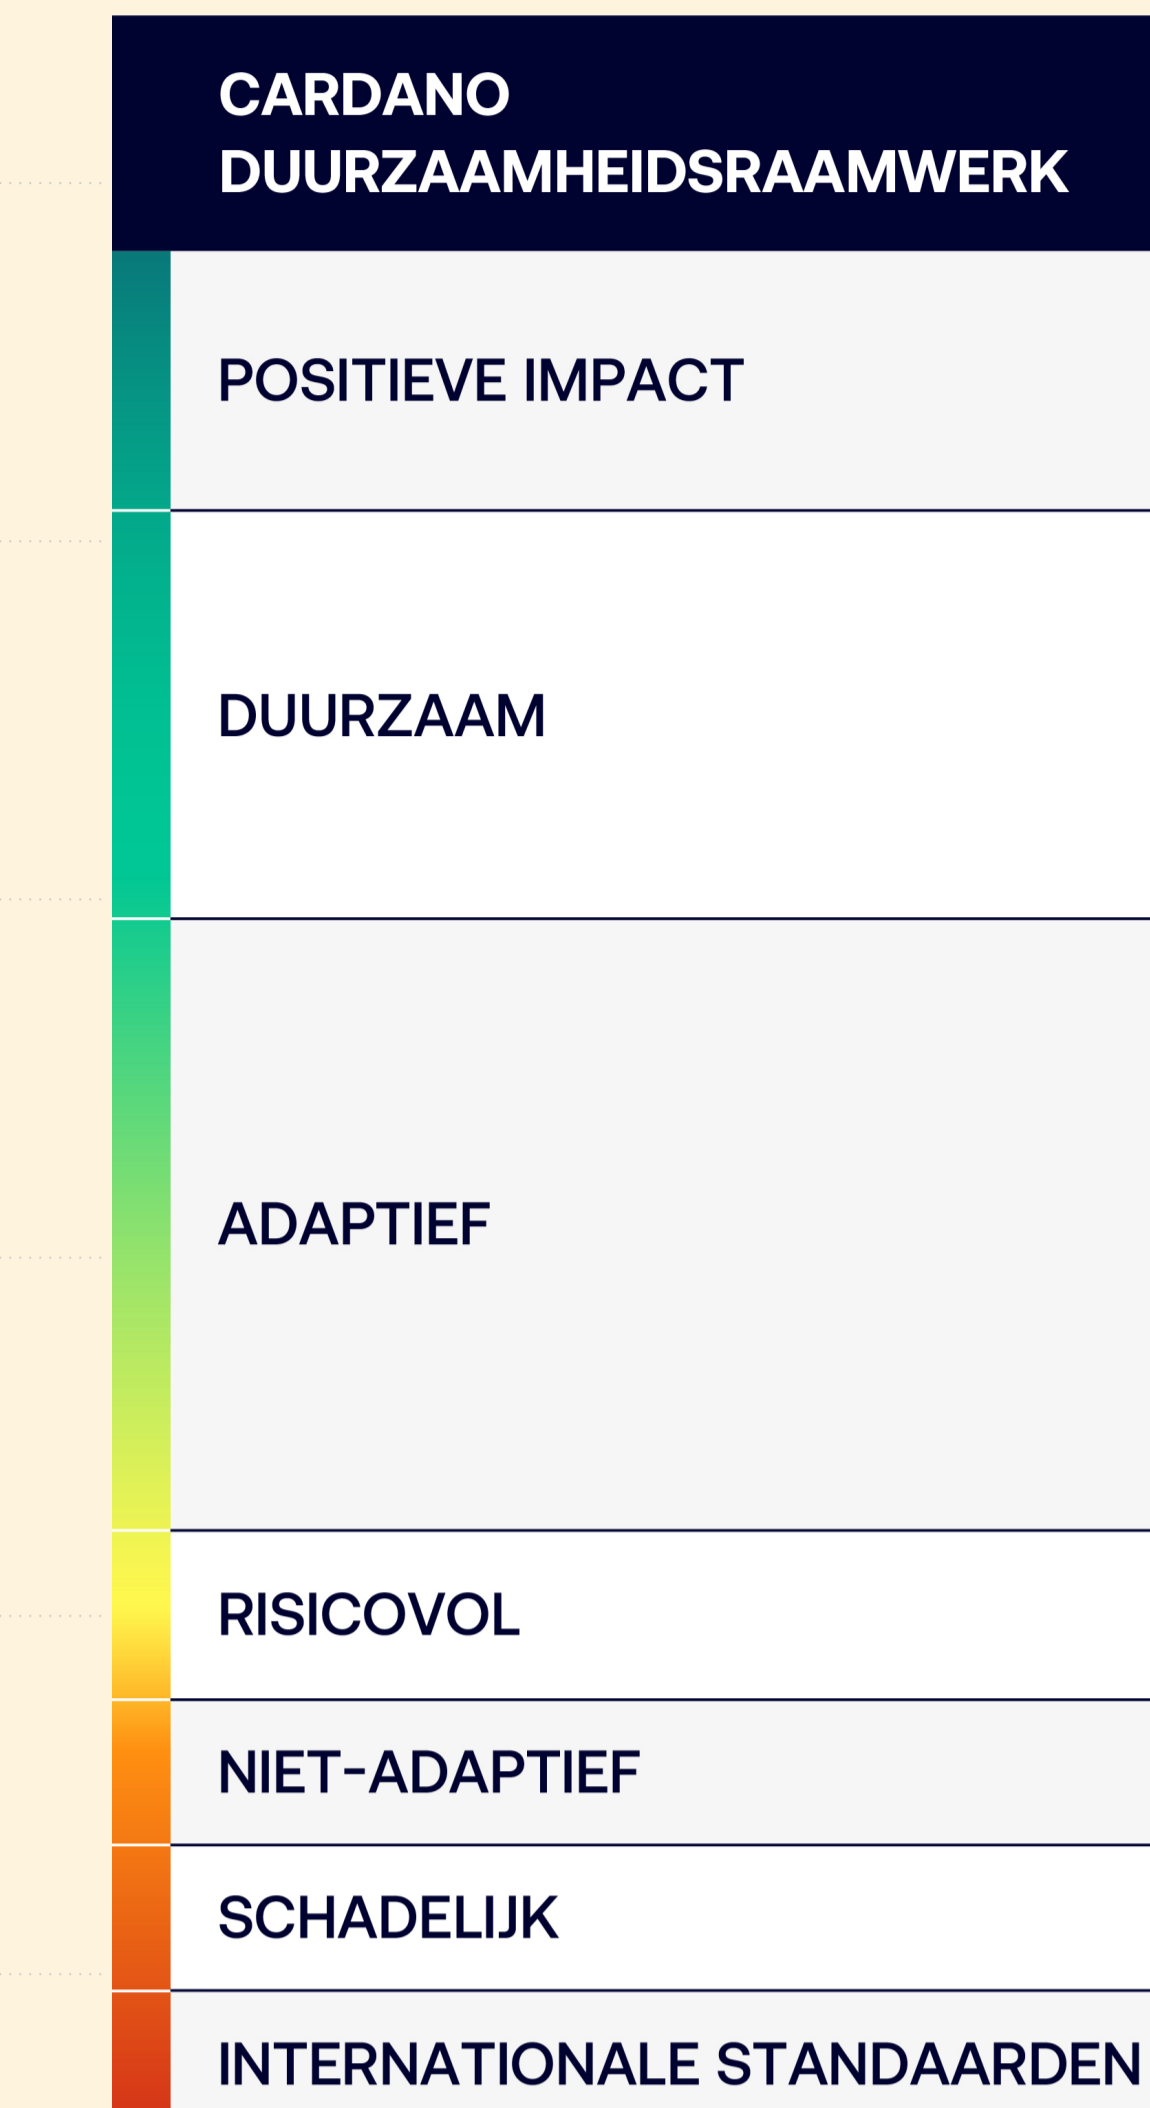 CARDANO
DUURZAAMHEIDSRAAMWERK
POSITIEVE IMPACT
DUURZAAM
ADAPTIEF
RISICOVOL
NIET-ADAPTIEF
SCHADELIJK
INTERNATIONALE STANDAARDEN